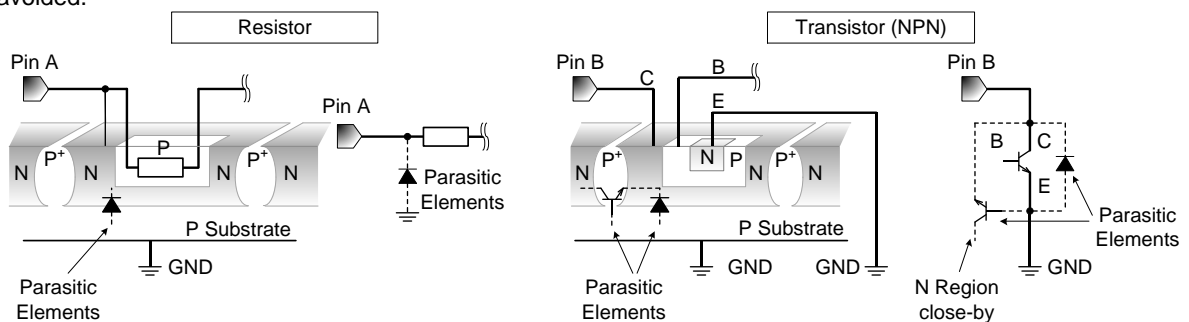 avoided.
Resistor
Transistor (NPN)
Pin A
Pin A
N
P+
N
P
N
P+
N
Parasitic
Elements
P Substrate
GND
Parasitic
Elements
Pin B
C
B
E
N
P+
N
N
P
N
P+
N
P Substrate
GND
GND
Parasitic
Elements
Pin B
B
C
E
Parasitic
Elements
GND
N Region
close-by